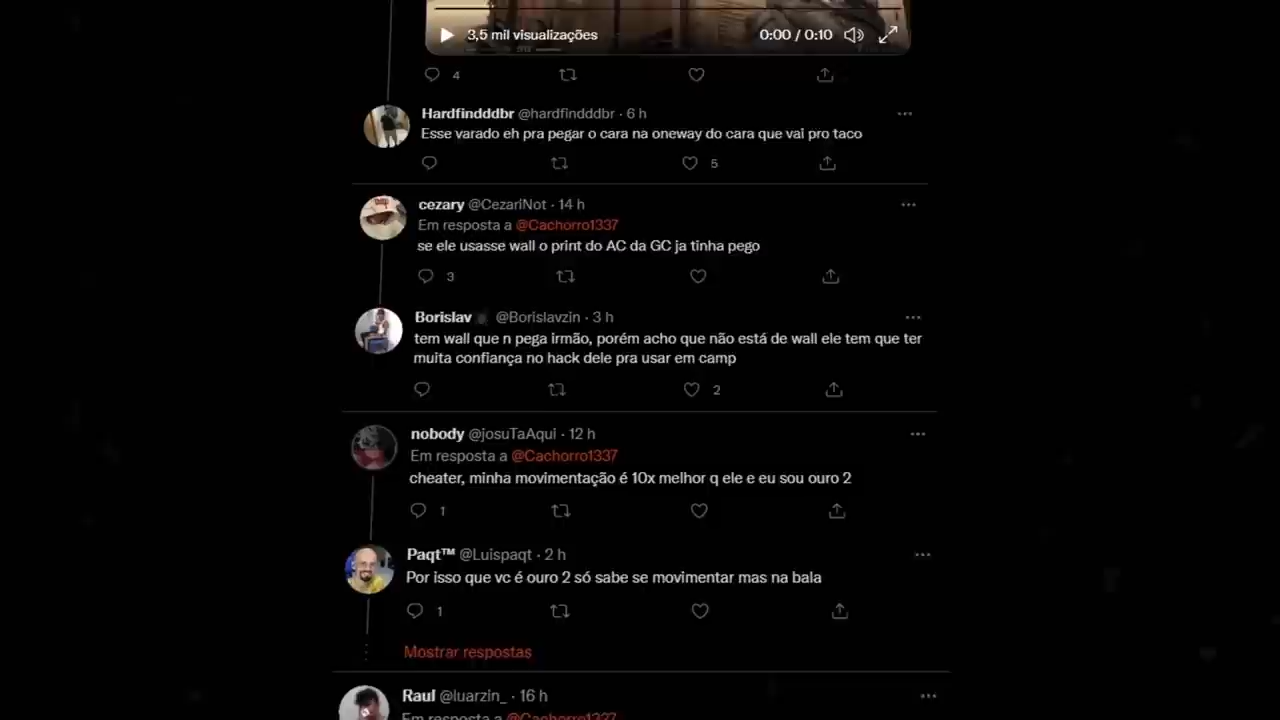 3,5 mil visualizações
0:00 / 0:10
4
Hardfindddbr @hardfindddbr · 6 h
Esse varado eh pra pegar o cara na oneway do cara que vai pro taco
5
cezary @CezariNot · 14 h
Em resposta a @Cachorro1337
se ele usasse wall o print do AC da GC ja tinha pego
3
Borislav @Borislavzin · 3 h
tem wall que n pega irmão, porém acho que não está de wall ele tem que ter
muita confiança no hack dele pra usar em camp
2
nobody @josuTaAqui · 12 h
Em resposta a @Cachorro1337
cheater, minha movimentação é 10x melhor q ele e eu sou ouro 2
1
Paqt™ @Luispaqt · 2 h
Por isso que vc é ouro 2 só sabe se movimentar mas na bala
1
Mostrar respostas
Raul @luarzin_ · 16 h
Em resposta a @Cachorro1337